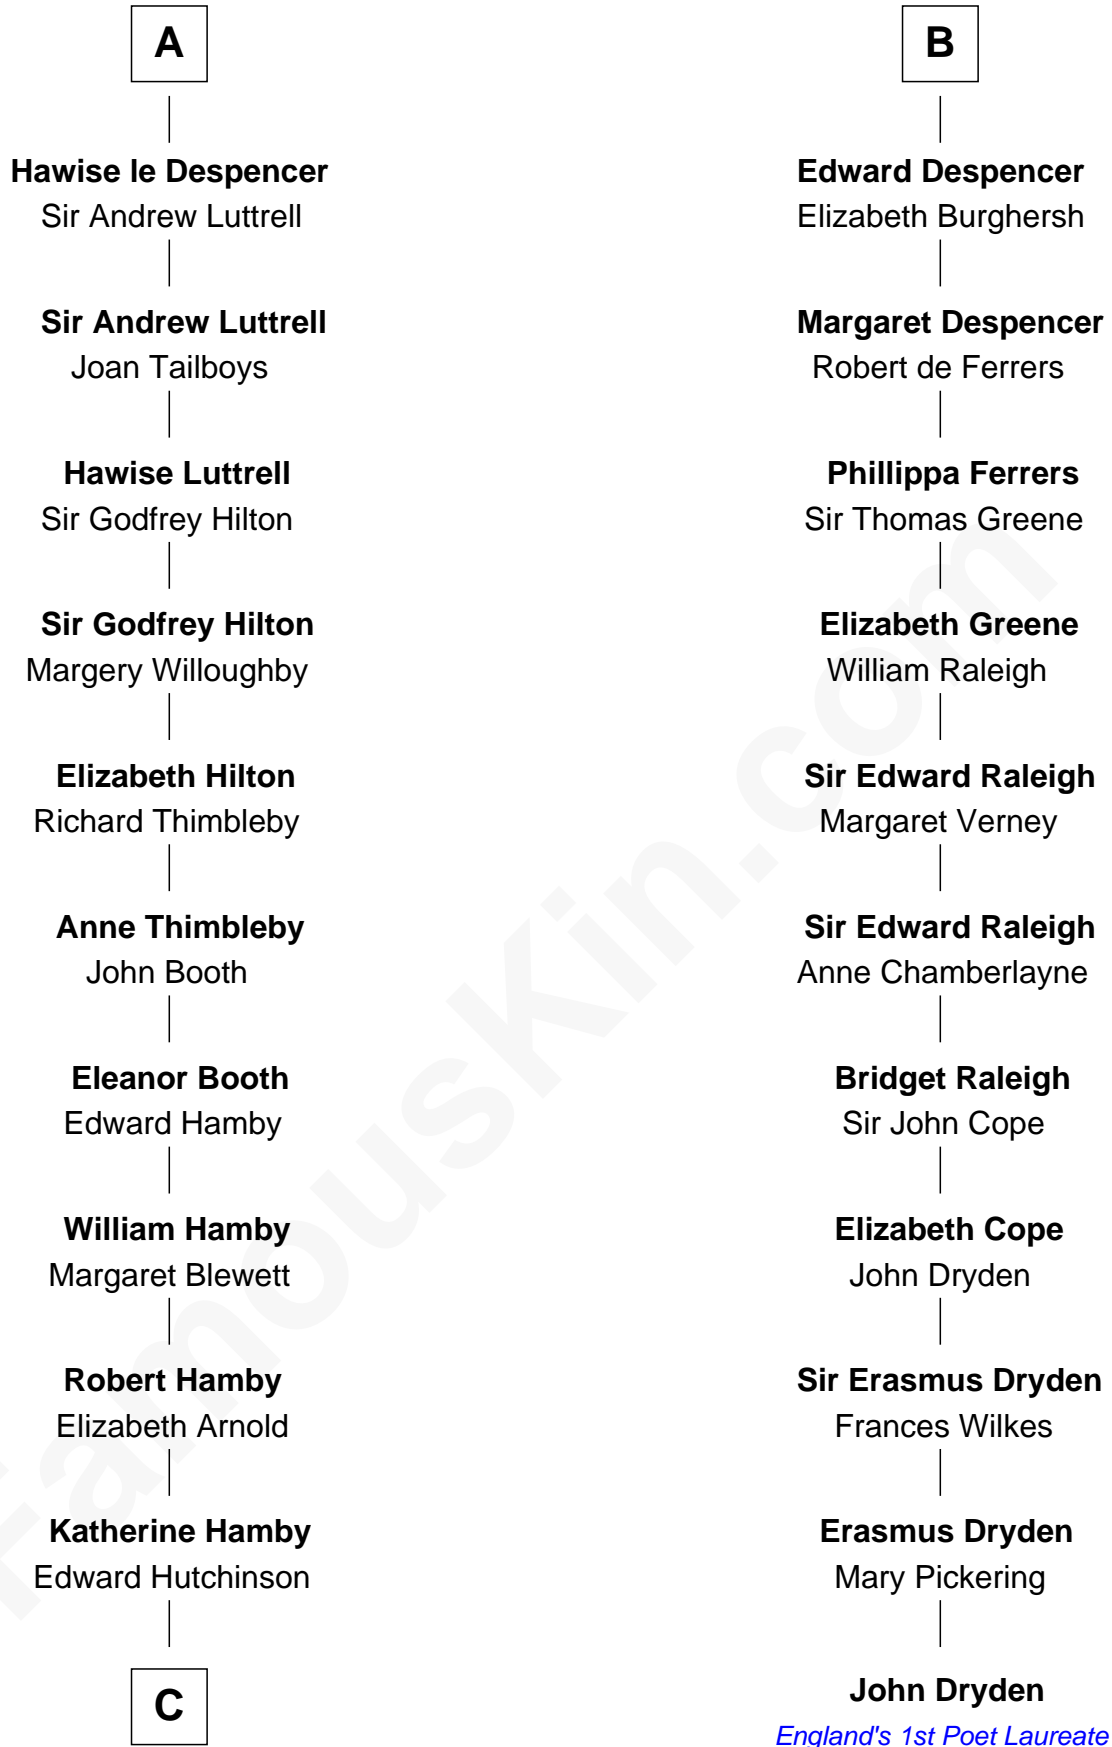 A
Hawise le Despencer
Sir Andrew Luttrell
Sir Andrew Luttrell
Joan Tailboys
Hawise Luttrell
Sir Godfrey Hilton
Sir Godfrey Hilton
Margery Willoughby
Elizabeth Hilton
Richard Thimbleby
Anne Thimbleby
John Booth
Eleanor Booth
Edward Hamby
William Hamby
Margaret Blewett
Robert Hamby
Elizabeth Arnold
Katherine Hamby
Edward Hutchinson
C
B
Edward Despencer
Elizabeth Burghersh
Margaret Despencer
Robert de Ferrers
Phillippa Ferrers
Sir Thomas Greene
Elizabeth Greene
William Raleigh
Sir Edward Raleigh
Margaret Verney
Sir Edward Raleigh
Anne Chamberlayne
Bridget Raleigh
Sir John Cope
Elizabeth Cope
John Dryden
Sir Erasmus Dryden
Frances Wilkes
Erasmus Dryden
Mary Pickering
John Dryden
England's 1st Poet Laureate
FamousKin.com